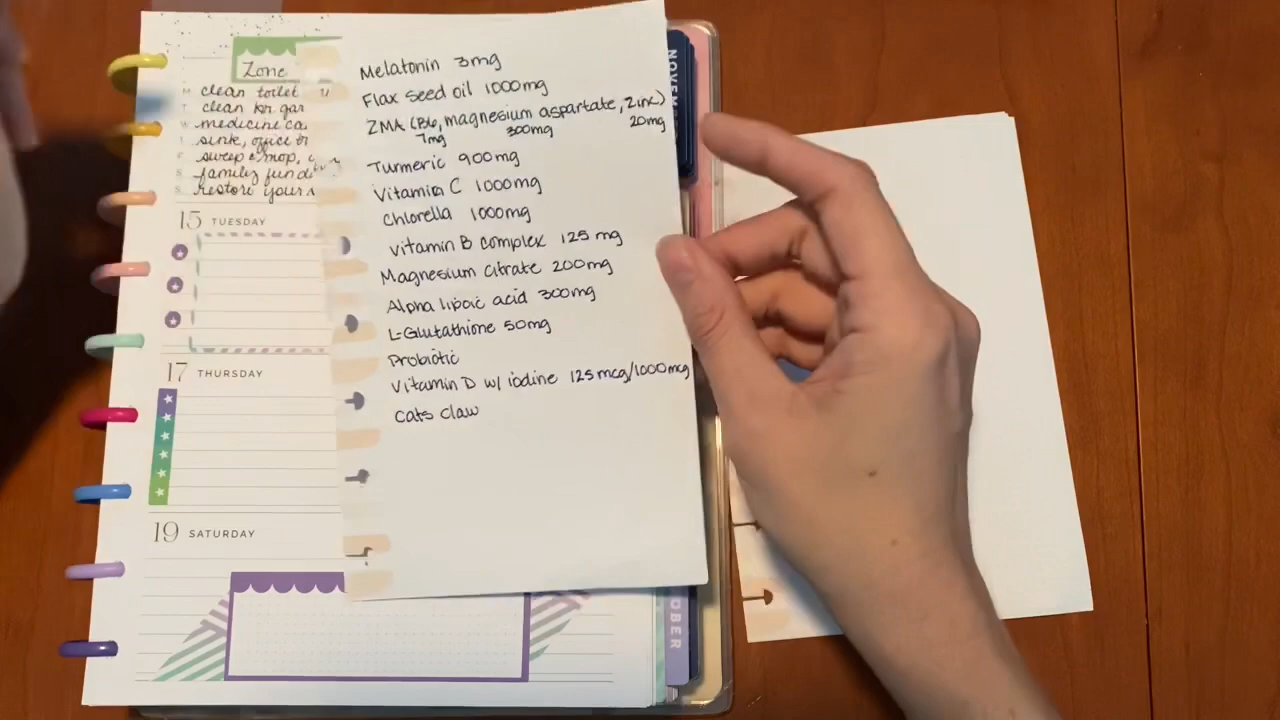 Zone
M clean toilet
T clean
W medicine
T sink, office
F sweep & mop,
S family fun
S restore your
15 TUESDAY
17 THURSDAY
19 SATURDAY
Melatonin 3mg
Flax seed oil 1000mg
ZMA (B6, magnesium aspartate, Zinc)
7mg 300mg 20mg
Turmeric 900mg
Vitamin C 1000mg
Chlorella 1000mg
Vitamin B complex 125 mg
Magnesium citrate 200mg
Alpha lipoic acid 300mg
L-Glutathione 50mg
Probiotic
Vitamin D w/ iodine 125mcg/1000mcg
Cats claw
NOVEM
OBER